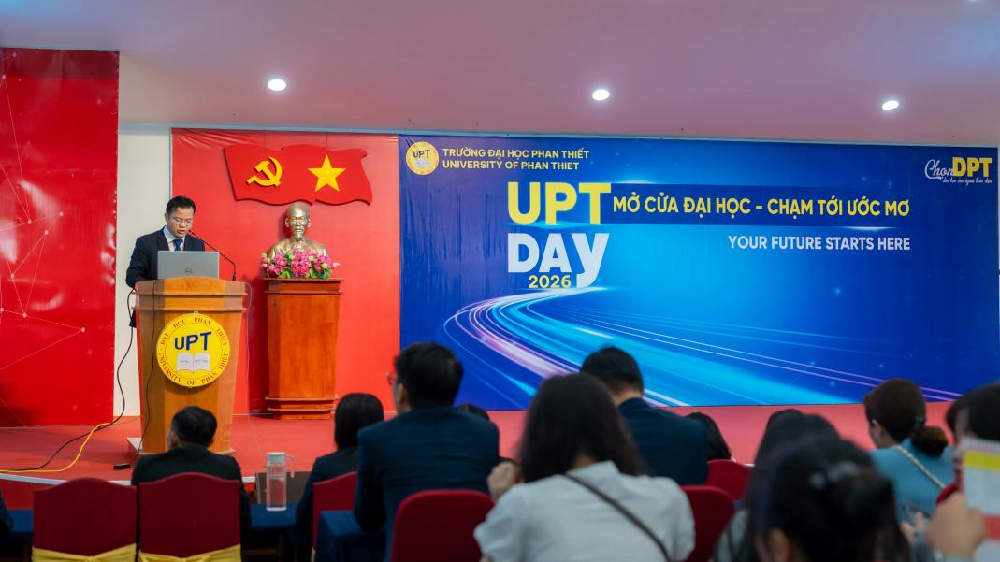 UPT
TRƯỜNG ĐẠI HỌC PHAN THIẾT
UNIVERSITY OF PHAN THIET
Chọn DPT
UPT
DAy
2026
MỞ CỬA ĐẠI HỌC - CHẠM TỚI ƯỚC MƠ
YOUR FUTURE STARTS HERE
ĐẠI HỌC PHAN THIẾT
UPT
UNIVERSITY OF PHAN THIET